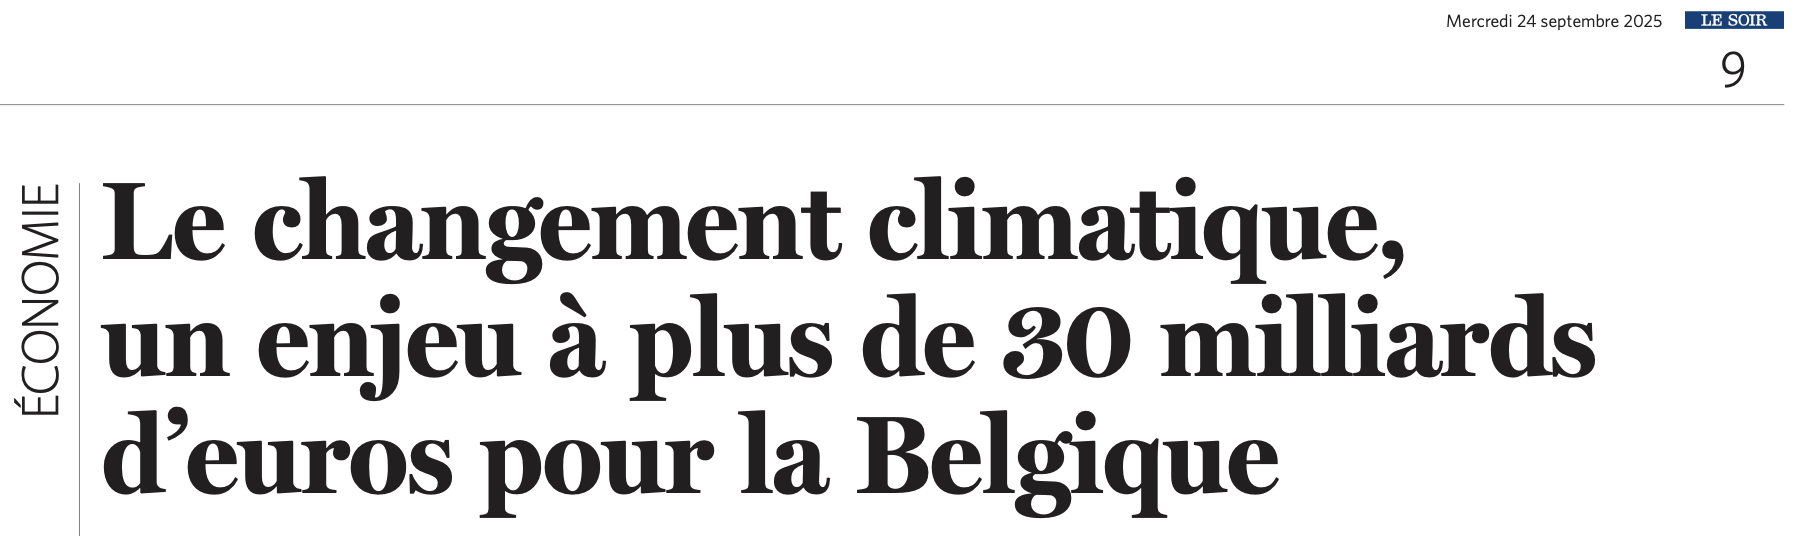 Mercredi 24 septembre 2025 LE SOIR
9
ÉCONOMIE
Le changement climatique,
un enjeu à plus de 30 milliards
d’euros pour la Belgique